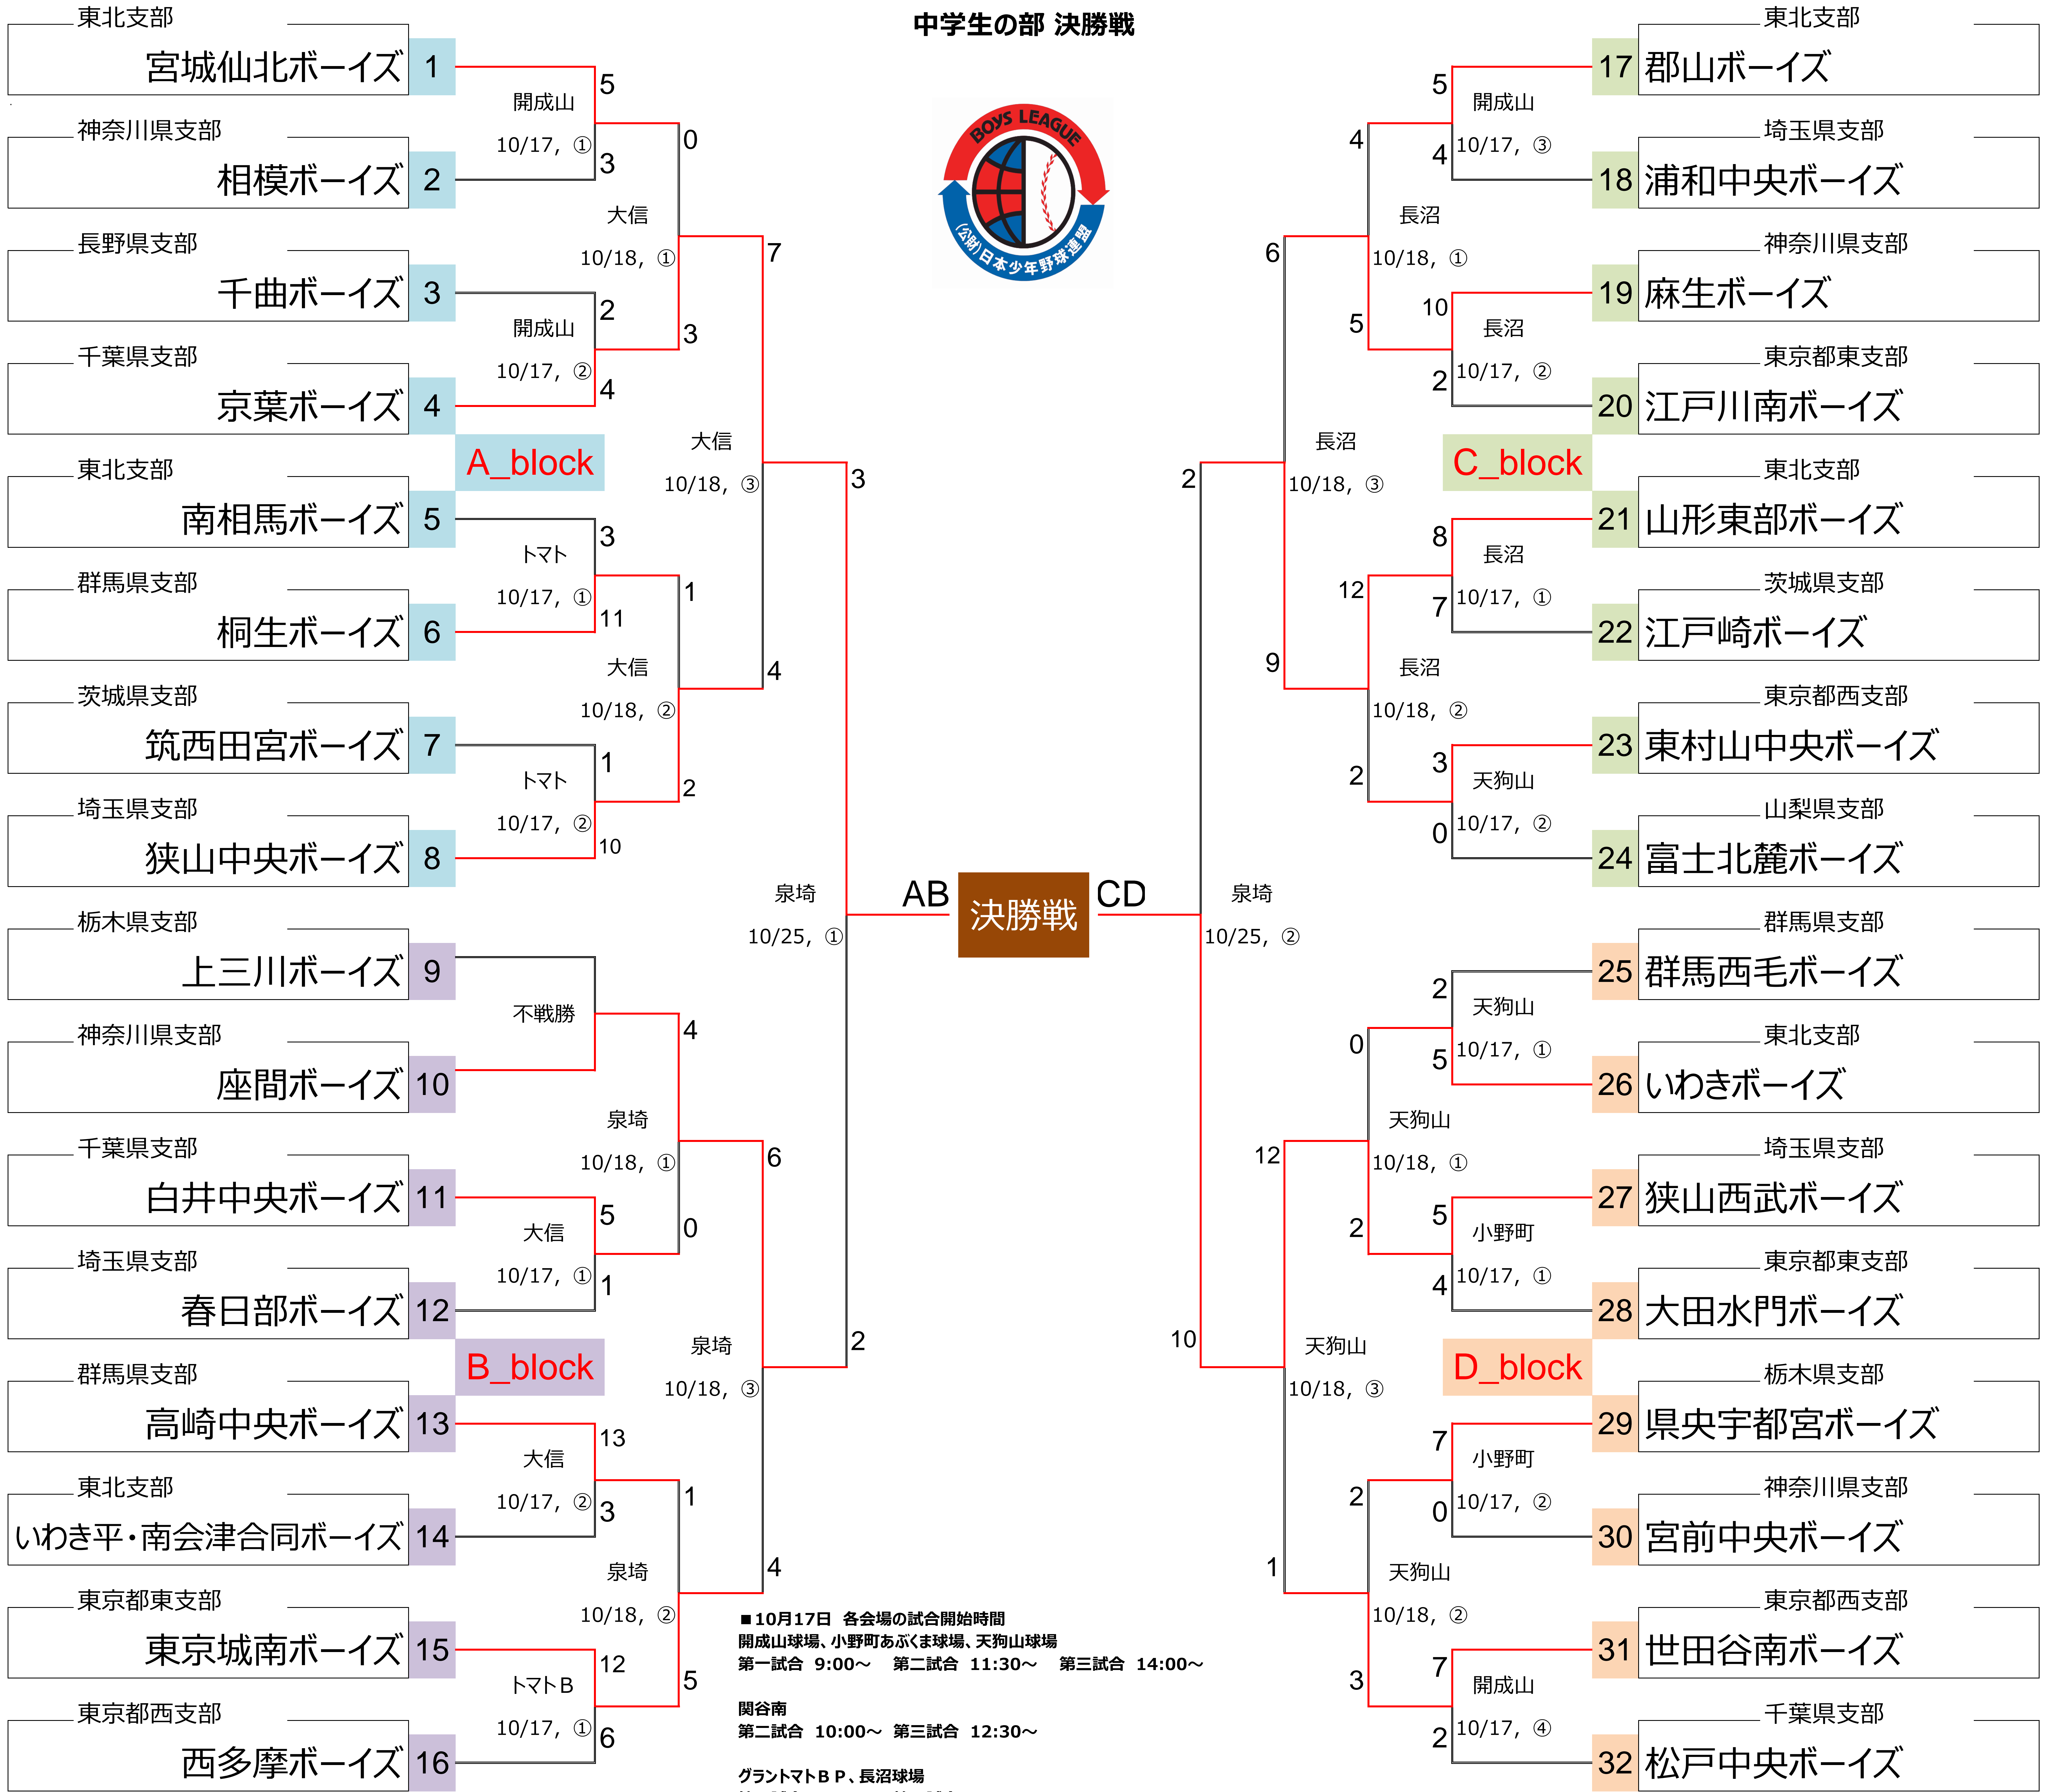 中学生の部 決勝戦
BOYS LEAGUE
(公財)日本少年野球連盟
東北支部
宮城仙北ボーイズ 1
神奈川県支部
相模ボーイズ 2
開成山
10/17, ①
5
3
長野県支部
千曲ボーイズ 3
千葉県支部
京葉ボーイズ 4
開成山
10/17, ②
2
4
大信
10/18, ①
0
3
A_block
東北支部
南相馬ボーイズ 5
群馬県支部
桐生ボーイズ 6
トマト
10/17, ①
3
11
茨城県支部
筑西田宮ボーイズ 7
埼玉県支部
狭山中央ボーイズ 8
トマト
10/17, ②
1
10
大信
10/18, ②
1
2
大信
10/18, ③
7
4
栃木県支部
上三川ボーイズ 9
神奈川県支部
座間ボーイズ 10
不戦勝
千葉県支部
白井中央ボーイズ 11
埼玉県支部
春日部ボーイズ 12
大信
10/17, ①
5
1
泉埼
10/18, ①
4
0
B_block
群馬県支部
高崎中央ボーイズ 13
東北支部
いわき平・南会津合同ボーイズ 14
大信
10/17, ②
13
3
東京都東支部
東京城南ボーイズ 15
東京都西支部
西多摩ボーイズ 16
トマトB
10/17, ①
12
6
泉埼
10/18, ②
1
5
泉埼
10/18, ③
6
4
泉埼
10/25, ①
3
2
AB 決勝戦 CD
東北支部
17 郡山ボーイズ
埼玉県支部
18 浦和中央ボーイズ
開成山
10/17, ③
5
4
神奈川県支部
19 麻生ボーイズ
東京都東支部
20 江戸川南ボーイズ
長沼
10/17, ②
10
2
長沼
10/18, ①
4
5
C_block
東北支部
21 山形東部ボーイズ
茨城県支部
22 江戸崎ボーイズ
長沼
10/17, ①
8
7
東京都西支部
23 東村山中央ボーイズ
山梨県支部
24 富士北麓ボーイズ
天狗山
10/17, ②
3
0
長沼
10/18, ②
12
2
長沼
10/18, ③
6
9
群馬県支部
25 群馬西毛ボーイズ
東北支部
26 いわきボーイズ
天狗山
10/17, ①
2
5
埼玉県支部
27 狭山西武ボーイズ
東京都東支部
28 大田水門ボーイズ
小野町
10/17, ①
5
4
天狗山
10/18, ①
0
2
D_block
栃木県支部
29 県央宇都宮ボーイズ
神奈川県支部
30 宮前中央ボーイズ
小野町
10/17, ②
7
0
東京都西支部
31 世田谷南ボーイズ
千葉県支部
32 松戸中央ボーイズ
開成山
10/17, ④
7
2
天狗山
10/18, ②
2
3
天狗山
10/18, ③
12
1
泉埼
10/25, ②
2
10
■10月17日 各会場の試合開始時間
開成山球場、小野町あぶくま球場、天狗山球場
第一試合 9:00～ 第二試合 11:30～ 第三試合 14:00～
関谷南
第二試合 10:00～ 第三試合 12:30～
グラントマトBP、長沼球場